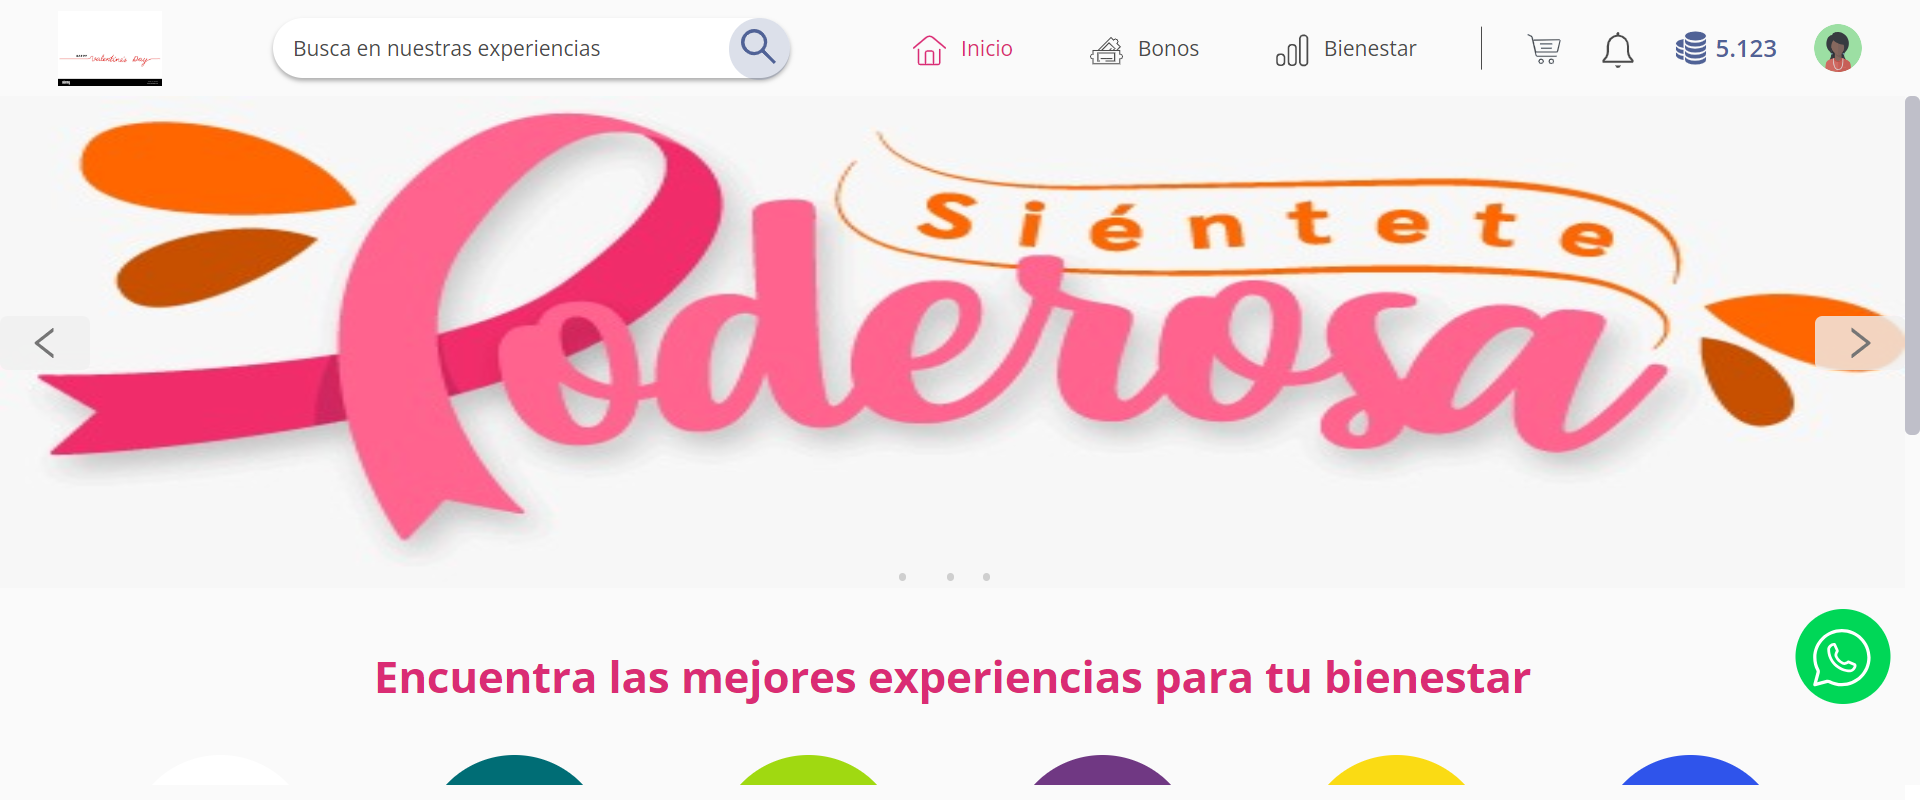 Valentine's Day
Busca en nuestras experiencias
Inicio
Bonos
Bienestar
5.123
Siéntete
Poderosa
Encuentra las mejores experiencias para tu bienestar